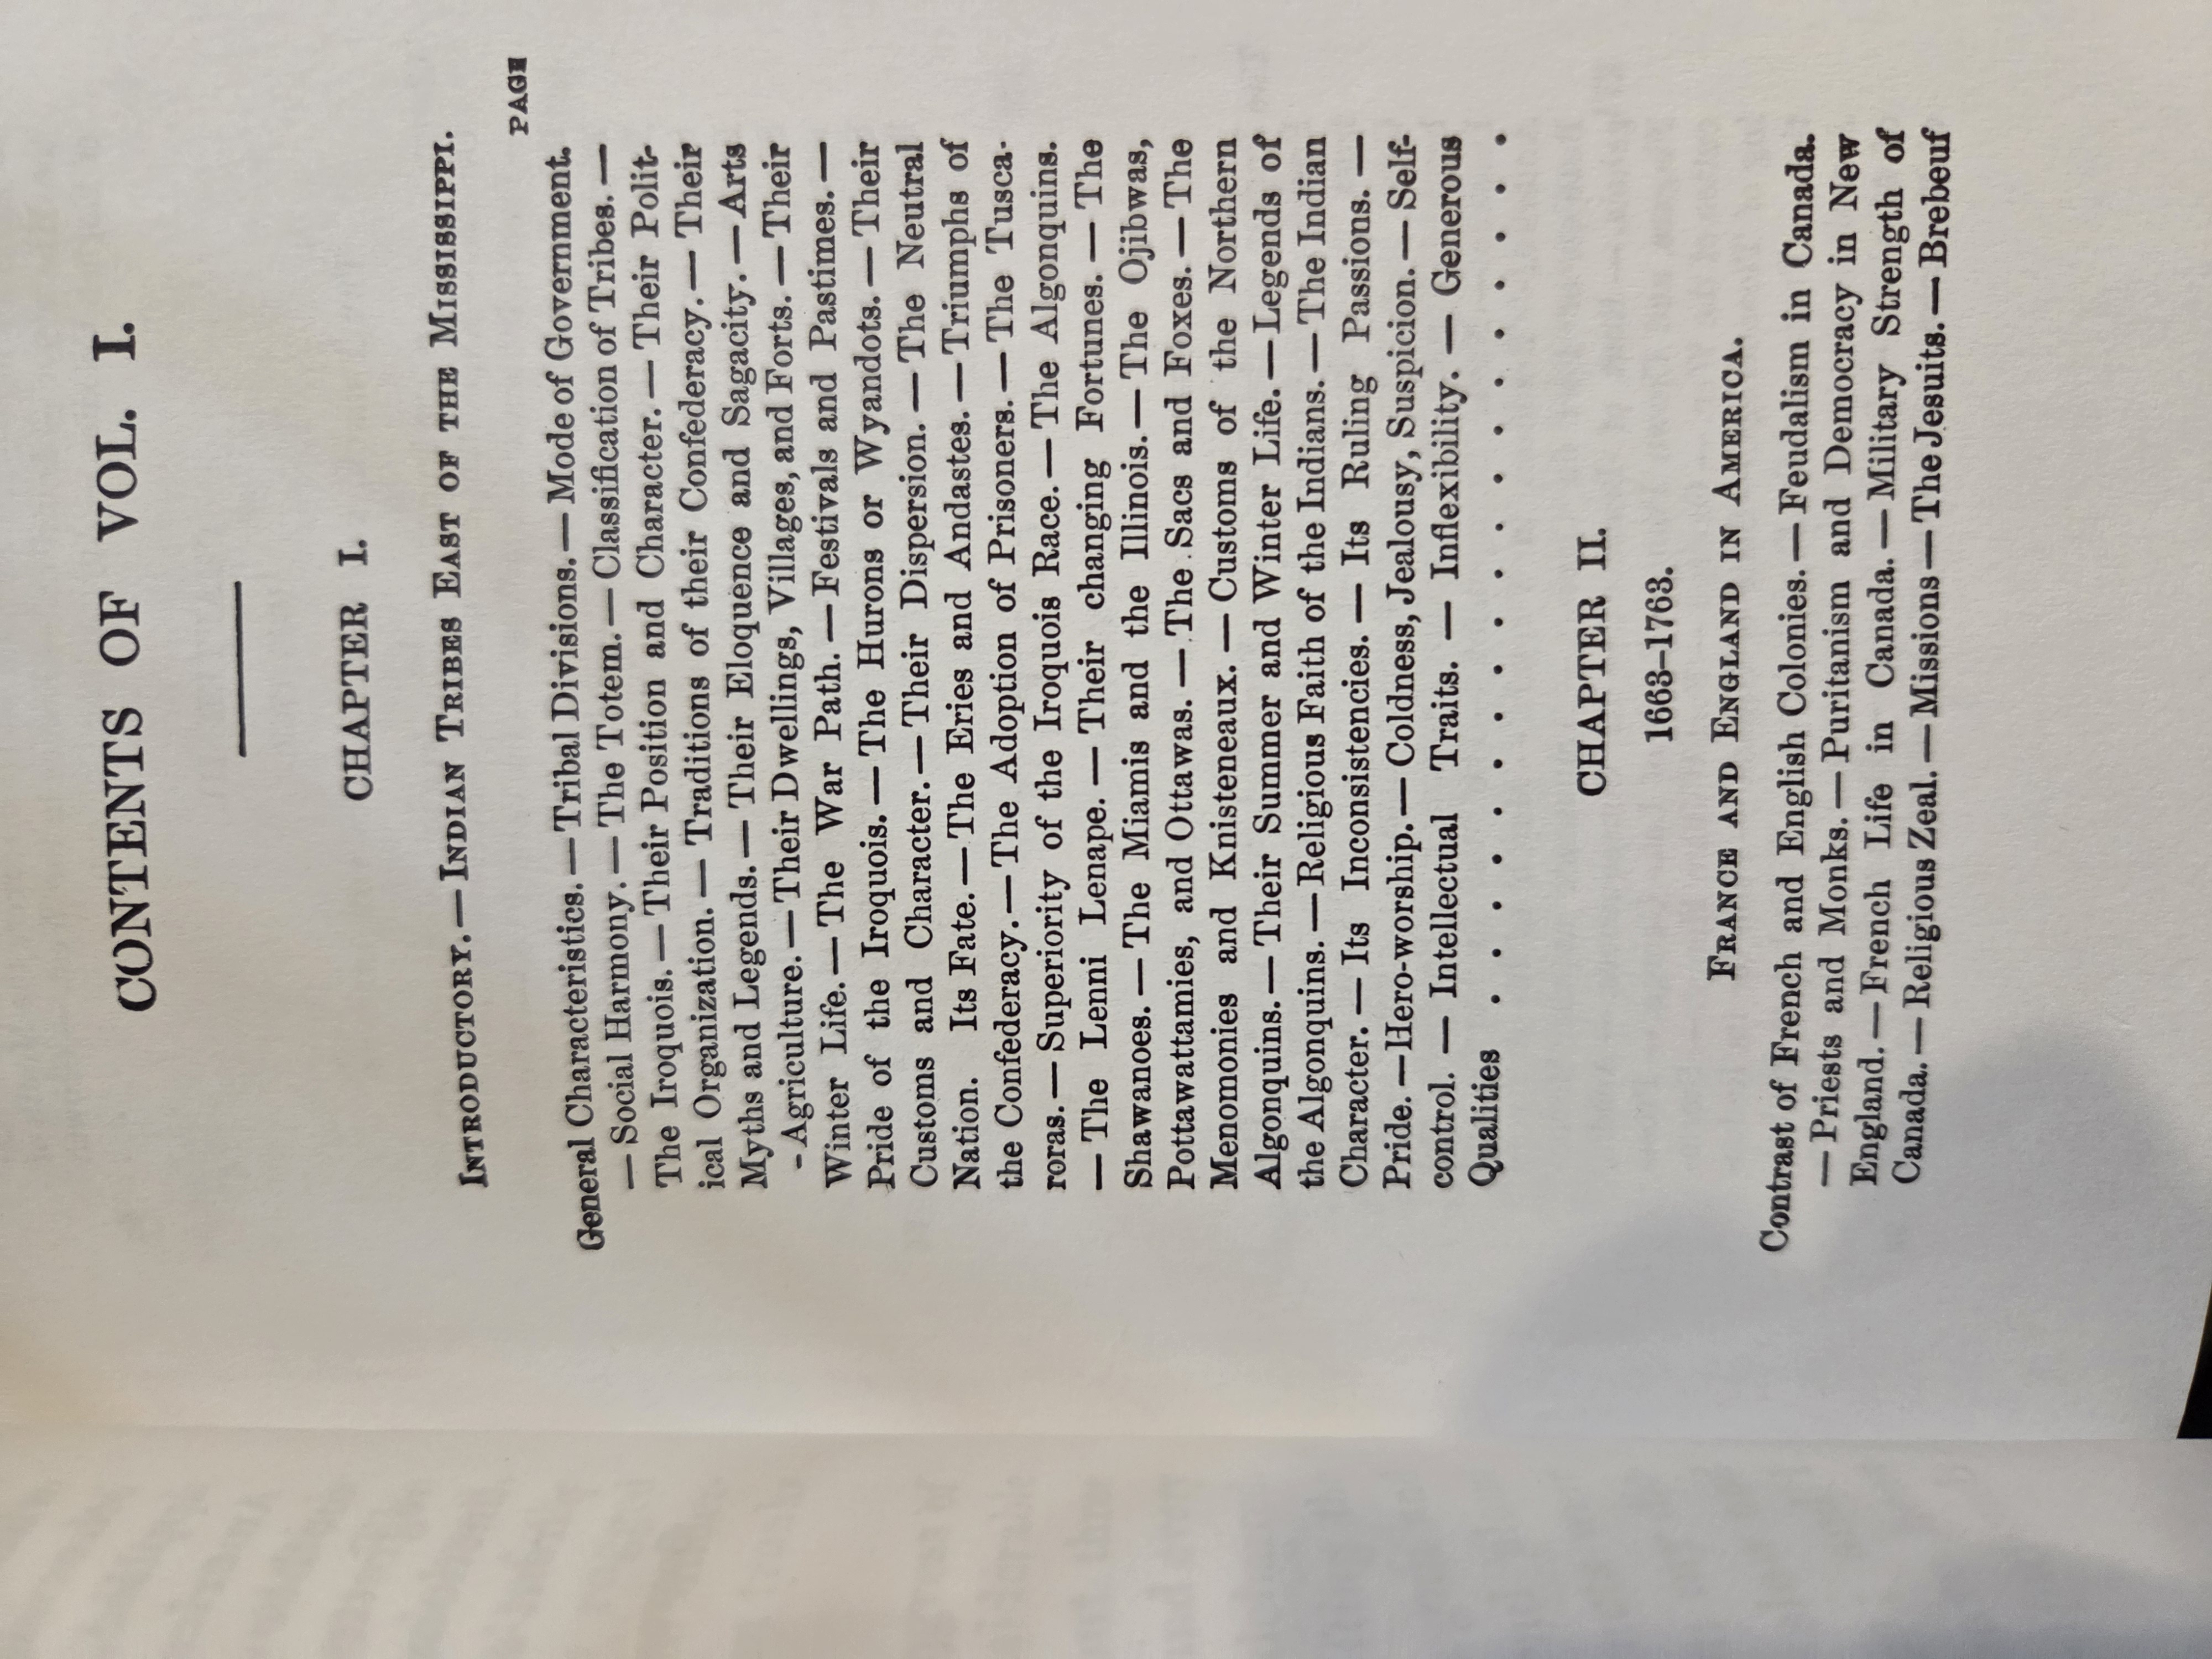 CONTENTS OF VOL. I.
CHAPTER I.
INTRODUCTORY. — INDIAN TRIBES EAST OF THE MISSISSIPPI.
PAGE
General Characteristics. — Tribal Divisions. — Mode of Government.
— Social Harmony. — The Totem. — Classification of Tribes. —
The Iroquois. — Their Position and Character. — Their Polit-
ical Organization. — Traditions of their Confederacy. — Their
Myths and Legends. — Their Eloquence and Sagacity. — Arts
- Agriculture. — Their Dwellings, Villages, and Forts. — Their
Winter Life. — The War Path. — Festivals and Pastimes. —
Pride of the Iroquois. — The Hurons or Wyandots. — Their
Customs and Character. — Their Dispersion. — The Neutral
Nation. Its Fate. — The Eries and Andastes. — Triumphs of
the Confederacy. — The Adoption of Prisoners. — The Tusca-
roras. — Superiority of the Iroquois Race. — The Algonquins.
— The Lenni Lenape. — Their changing Fortunes. — The
Shawanoes. — The Miamis and the Illinois. — The Ojibwas,
Pottawattamies, and Ottawas. — The Sacs and Foxes. — The
Menomonies and Knisteneaux. — Customs of the Northern
Algonquins. — Their Summer and Winter Life. — Legends of
the Algonquins. — Religious Faith of the Indians. — The Indian
Character. — Its Inconsistencies. — Its Ruling Passions. —
Pride. — Hero-worship. — Coldness, Jealousy, Suspicion. — Self-
control. — Intellectual Traits. — Inflexibility. — Generous
Qualities . . . . . . . . . . . . . . . . . . .
CHAPTER II.
1663–1763.
FRANCE AND ENGLAND IN AMERICA.
Contrast of French and English Colonies. — Feudalism in Canada.
— Priests and Monks. — Puritanism and Democracy in New
England. — French Life in Canada. — Military Strength of
Canada. — Religious Zeal. — Missions — The Jesuits. — Brebeuf